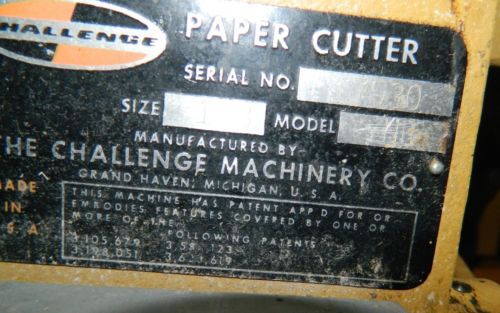 CHALLENGE
PAPER CUTTER
SERIAL NO.
SIZE MODEL
MANUFACTURED BY
THE CHALLENGE MACHINERY CO.
GRAND HAVEN, MICHIGAN, U.S.A.
MADE
IN
S A
THIS MACHINE HAS PATENT APP'D FOR OR
EMBODIES FEATURES COVERED BY ONE OR
MORE OF THE FOLLOWING PATENTS